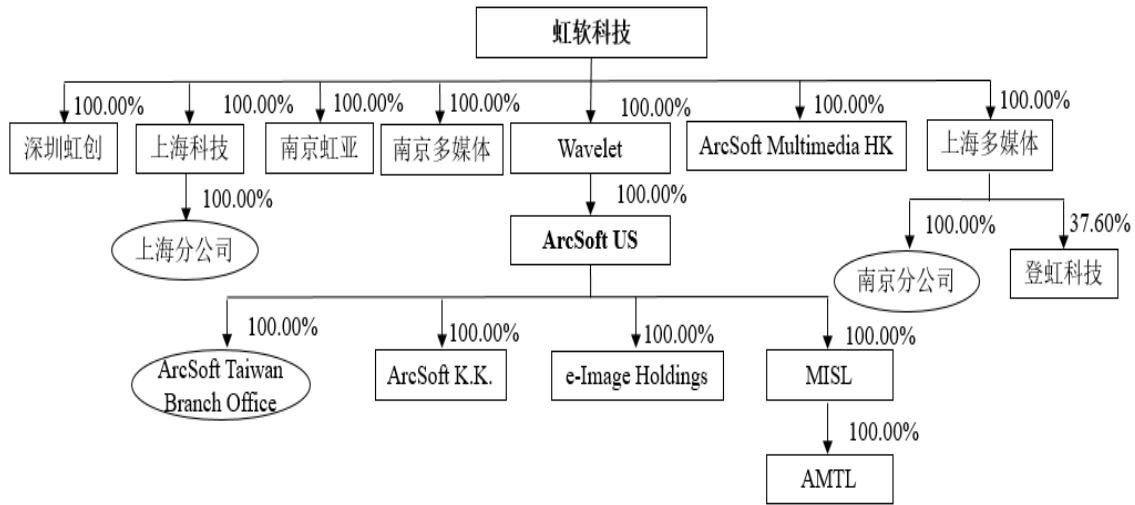 虹软科技
100.00%
100.00%
100.00%
100.00%
100.00%
100.00%
100.00%
深圳虹创
上海科技
南京虹亚
南京多媒体
Wavelet
ArcSoft Multimedia HK
上海多媒体
100.00%
100.00%
上海分公司
ArcSoft US
100.00%
37.60%
南京分公司
登虹科技
100.00%
100.00%
100.00%
100.00%
ArcSoft Taiwan
Branch Office
ArcSoft K.K.
e-Image Holdings
MISL
100.00%
AMTL